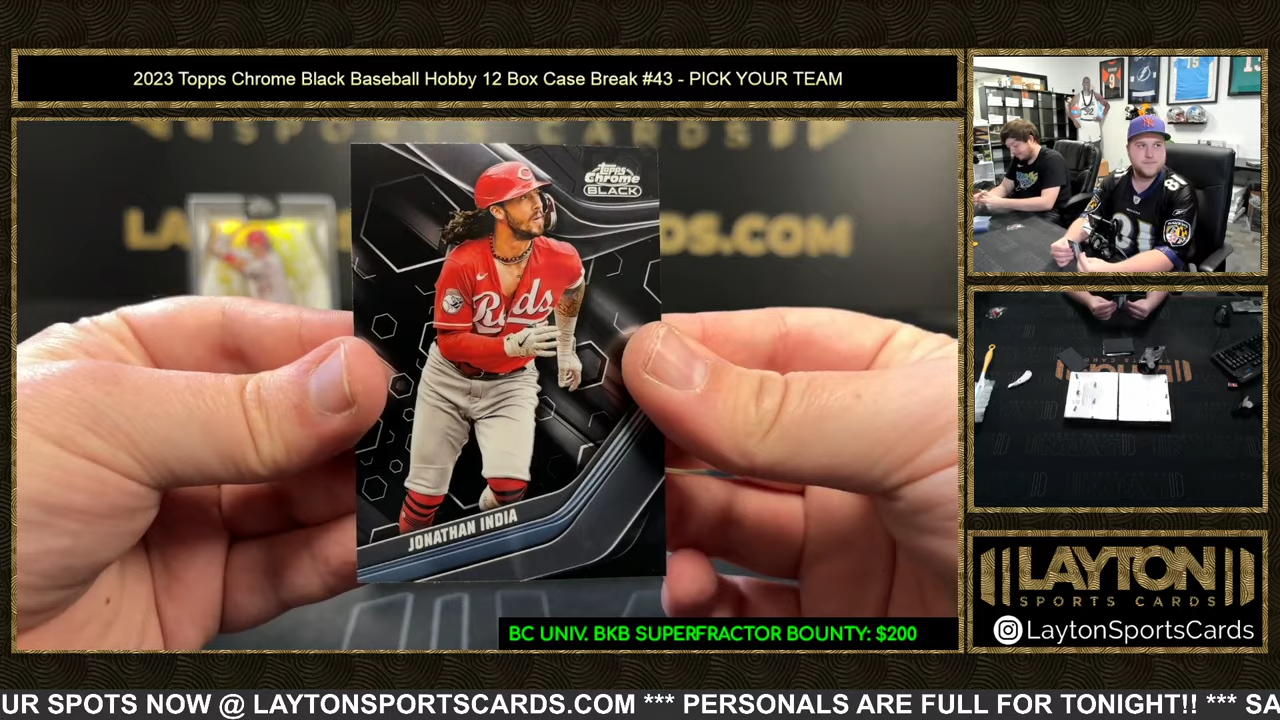 2023 Topps Chrome Black Baseball Hobby 12 Box Case Break #43 - PICK YOUR TEAM
Topps
Chrome
BLACK
Reds
JONATHAN INDIA
BC UNIV. BKB SUPERFRACTOR BOUNTY: $200
81
LAYTON
SPORTS CARDS
LaytonSportsCards
UR SPOTS NOW @ LAYTONSPORTSCARDS.COM *** PERSONALS ARE FULL FOR TONIGHT!! *** SA